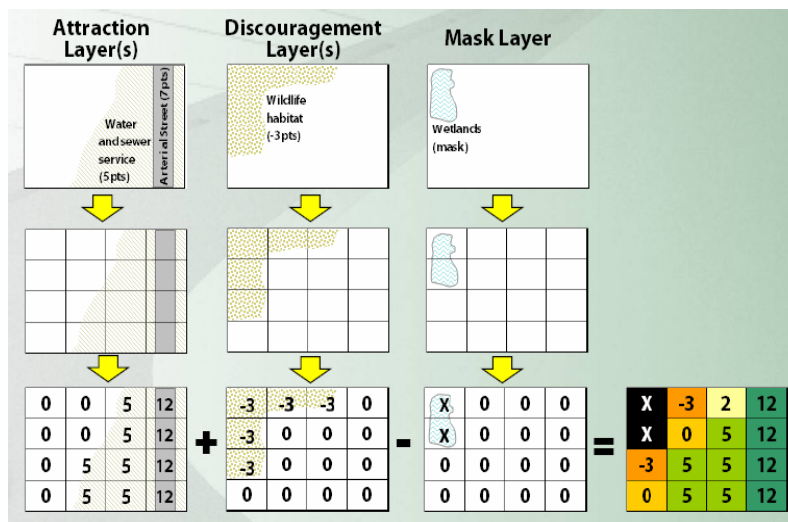 Attraction
Layer(s)
Discouragement
Layer(s)
Mask Layer
Water
and sewer
service
(5pts)
Arterial Street (7pts)
Wildlife
habitat
(-3pts)
Wetlands
(mask)
0 0 5 12
0 0 5 12
0 5 5 12
0 5 5 12
+
-3 -3 -3 0
-3 0 0 0
-3 0 0 0
0 0 0 0
-
X 0 0 0
X 0 0 0
0 0 0 0
0 0 0 0
=
X -3 2 12
X 0 5 12
-3 5 5 12
0 5 5 12